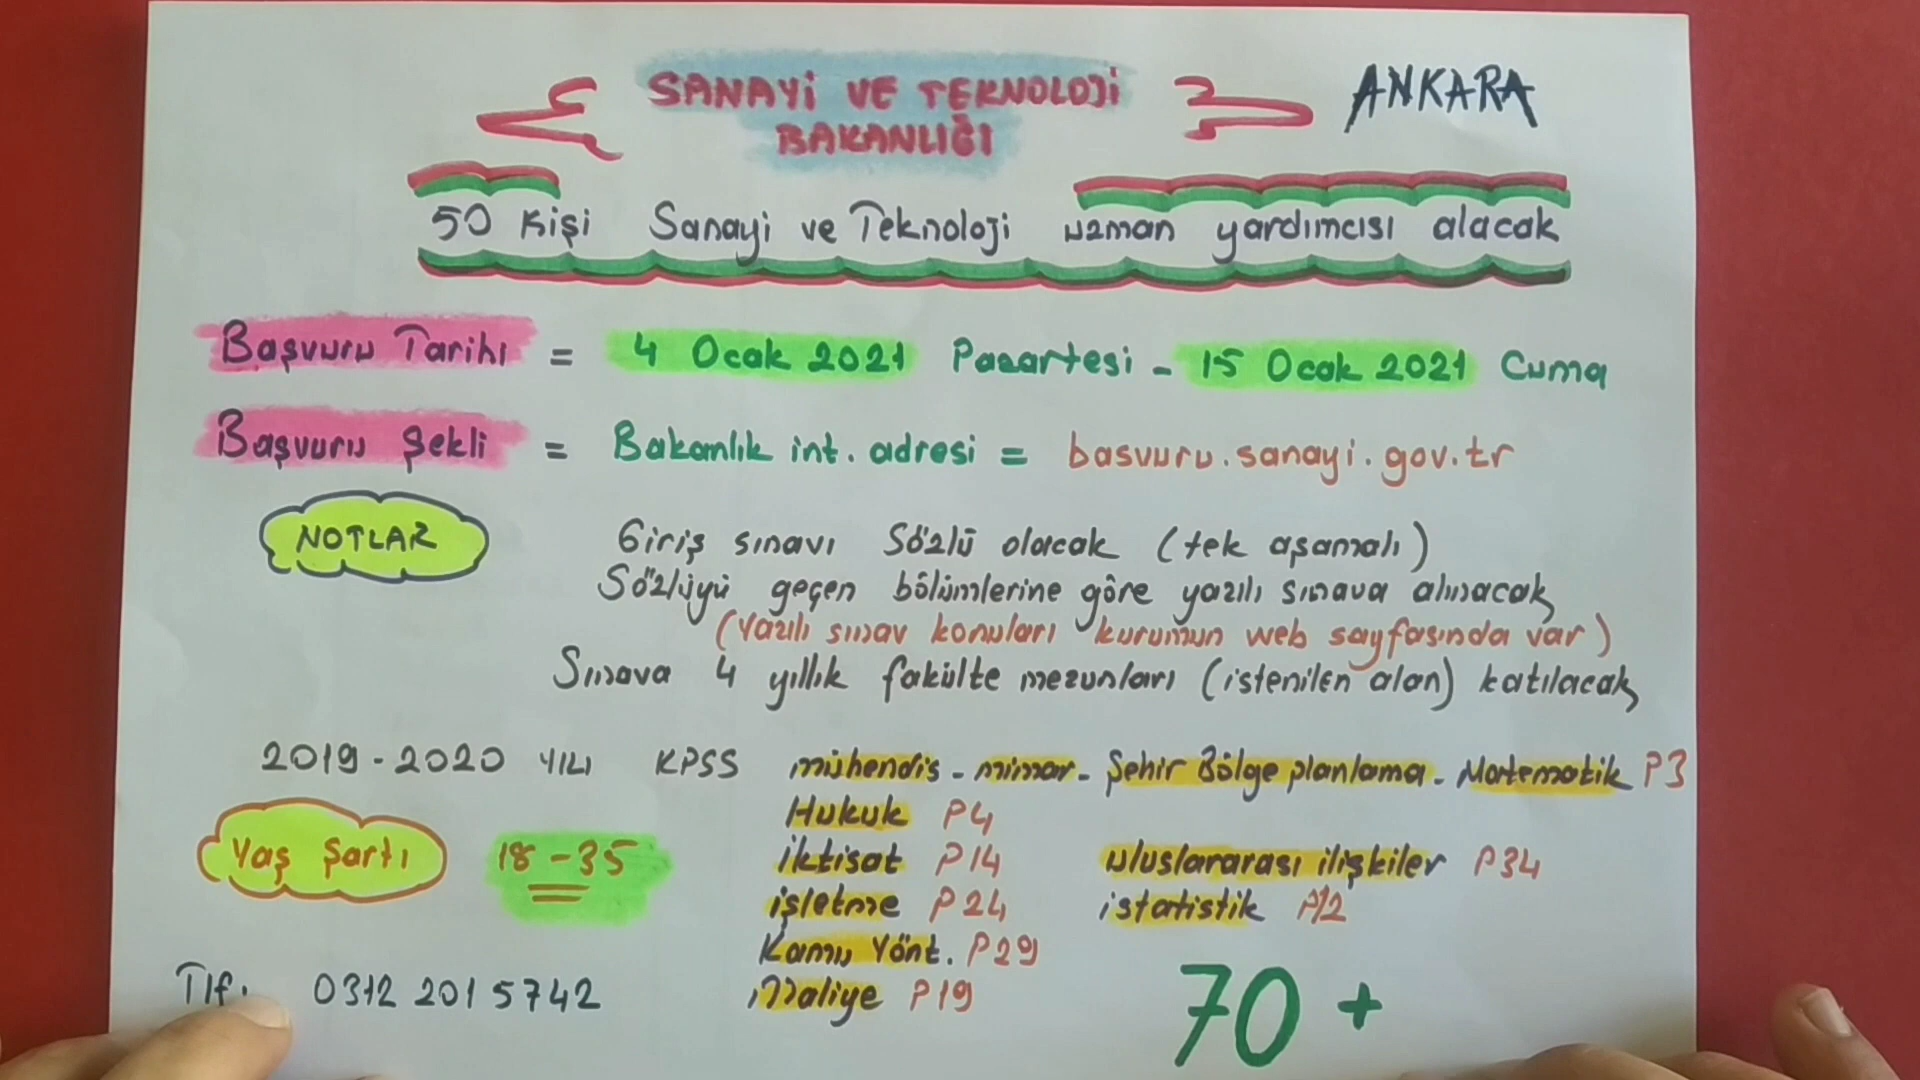 SANAYİ VE TEKNOLOJİ
BAKANLIĞI
ANKARA
50 Kişi Sanayi ve Teknoloji uzman yardımcısı alacak
Başvuru Tarihi = 4 Ocak 2021 Pazartesi - 15 Ocak 2021 Cuma
Başvuru Şekli = Bakanlık int. adresi = basvuru.sanayi.gov.tr
NOTLAR
Giriş sınavı Sözlü olacak (tek aşamalı)
Sözlüyü geçen bölümlerine göre yazılı sınava alınacak
(Yazılı sınav konuları kurumun web sayfasında var)
Sınava 4 yıllık fakülte mezunları (istenilen alan) katılacak
2019-2020 YILI KPSS mühendis - mimar - Şehir Bölge planlama - Matematik P3
Hukuk P4
Yaş Şartı 18-35
iktisat P14 uluslararası ilişkiler P34
işletme P24 istatistik P12
Kamu Yönt. P29
Maliye P19
Tlf: 0312 201 5742
70 +